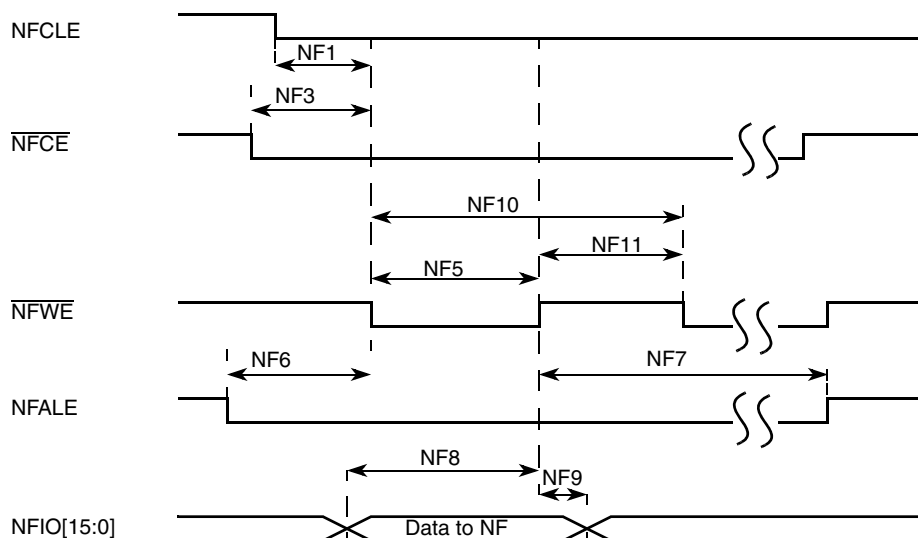 NFCLE
NF1
NF3
NFCE
NF10
NF11
NF5
NFWE
NF6
NF7
NFALE
NF8
NF9
NFIO[15:0]
Data to NF